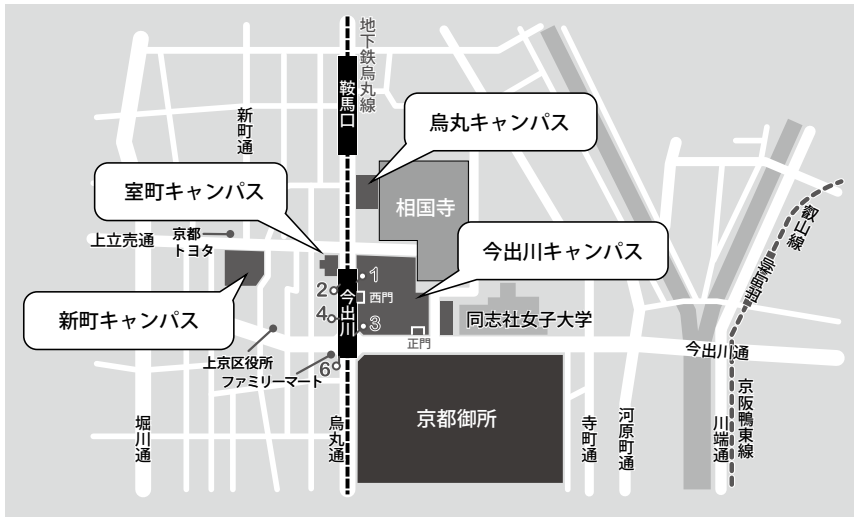 地下鉄烏丸線
鞍馬口
新町通
烏丸キャンパス
室町キャンパス
相国寺
叡山線
上立売通
京都
トヨタ
今出川キャンパス
出町柳駅
1
2
西門
今出川
新町キャンパス
4
3
同志社女子大学
正門
今出川通
上京区役所
ファミリーマート
6
京阪鴨東線
京都御所
堀川通
烏丸通
寺町通
河原町通
川端通